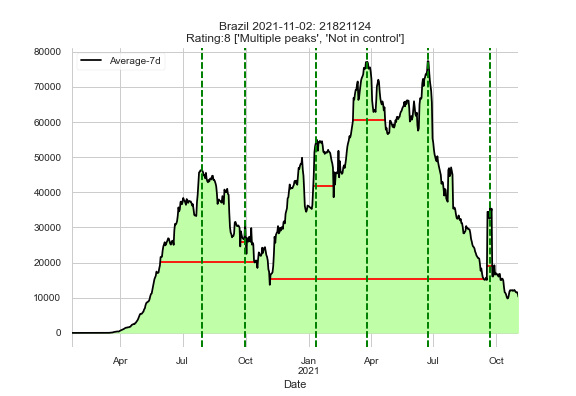 Brazil 2021-11-02: 21821124
Rating:8 ['Multiple peaks', 'Not in control']
Average-7d
80000
70000
60000
50000
40000
30000
20000
10000
0
Apr Jul Oct Jan Apr Jul Oct
2021
Date